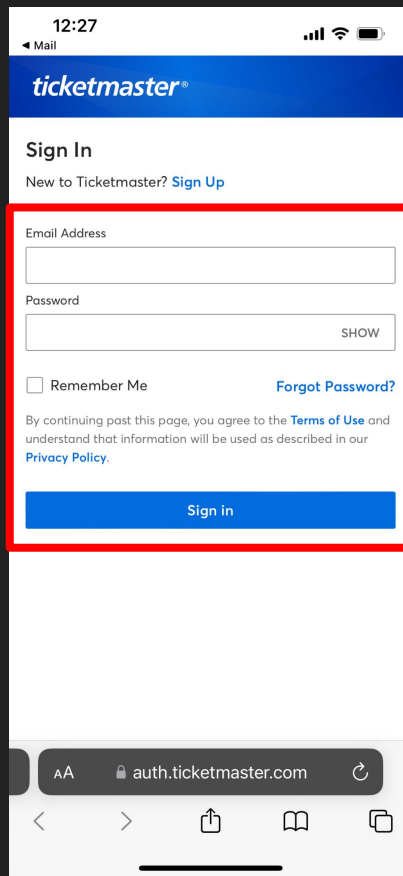 12:27
◀ Mail
ticketmaster®
Sign In
New to Ticketmaster? Sign Up
Email Address
Password
SHOW
Remember Me Forgot Password?
By continuing past this page, you agree to the Terms of Use and
understand that information will be used as described in our
Privacy Policy.
Sign in
AA auth.ticketmaster.com